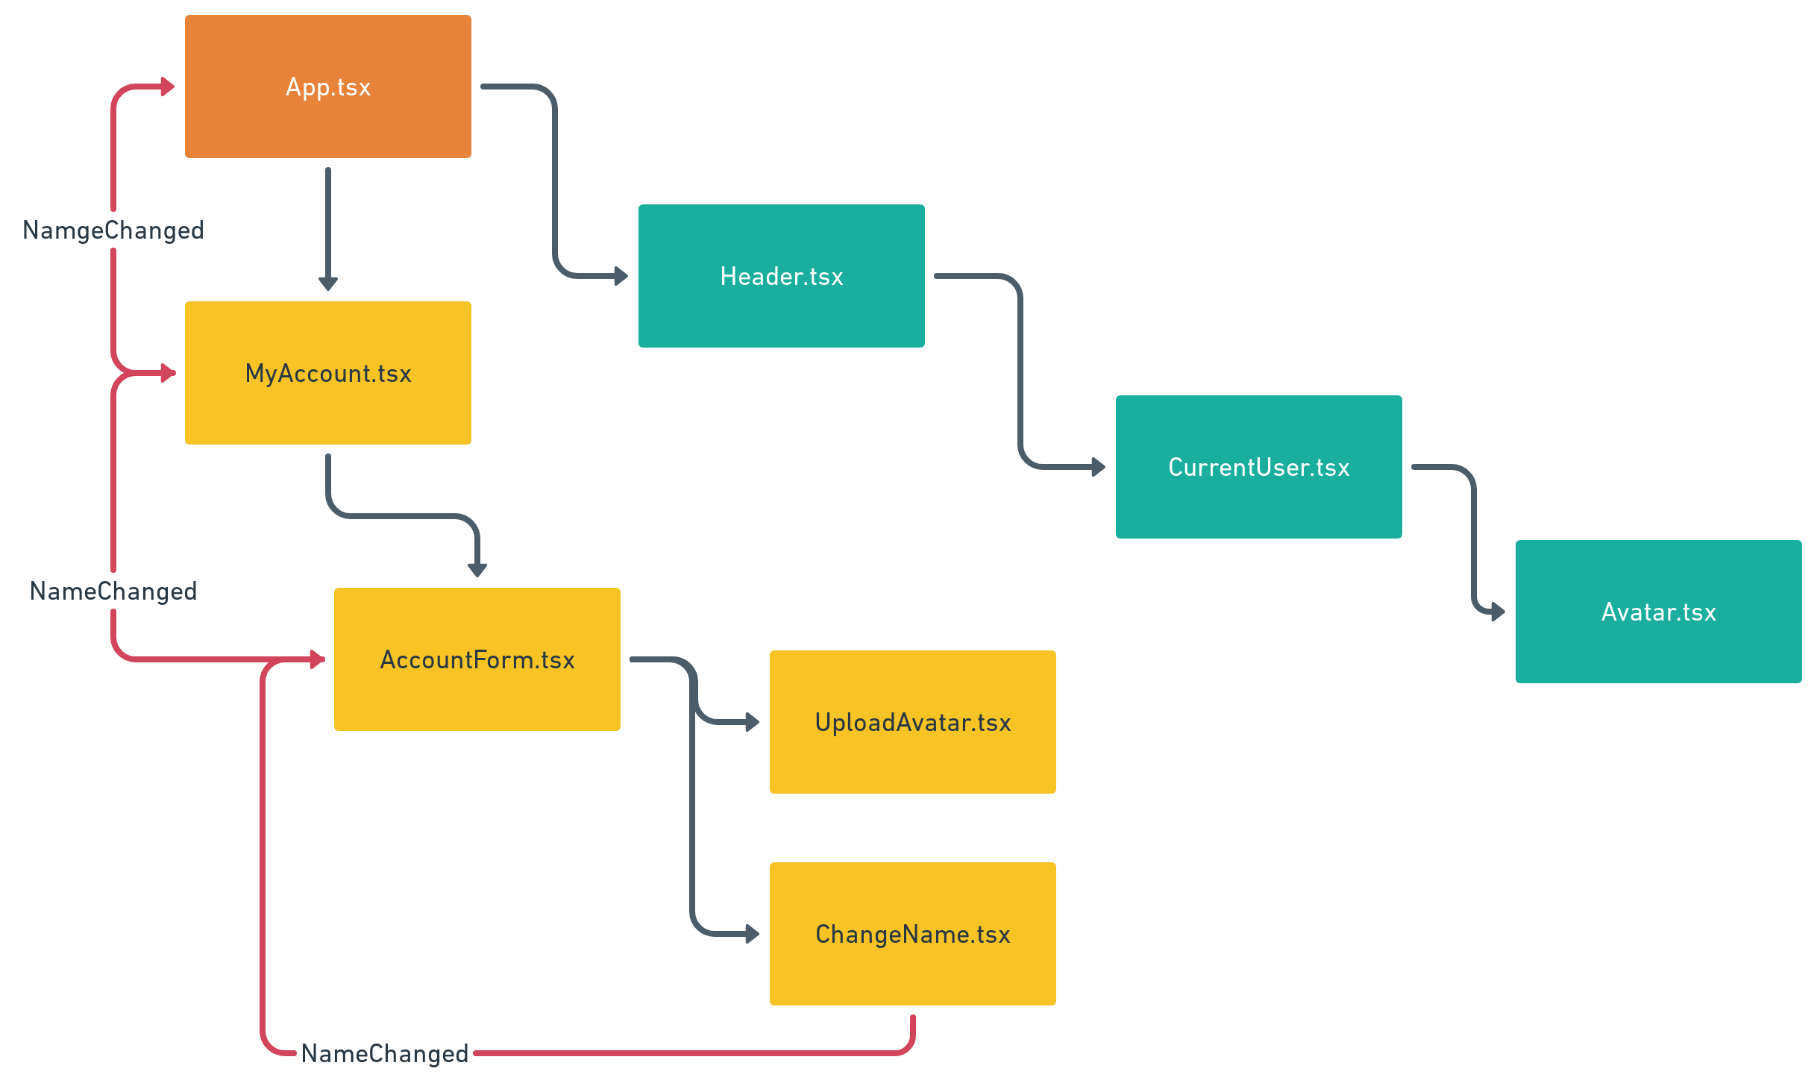 App.tsx
NamgeChanged
Header.tsx
MyAccount.tsx
CurrentUser.tsx
NameChanged
Avatar.tsx
AccountForm.tsx
UploadAvatar.tsx
ChangeName.tsx
NameChanged